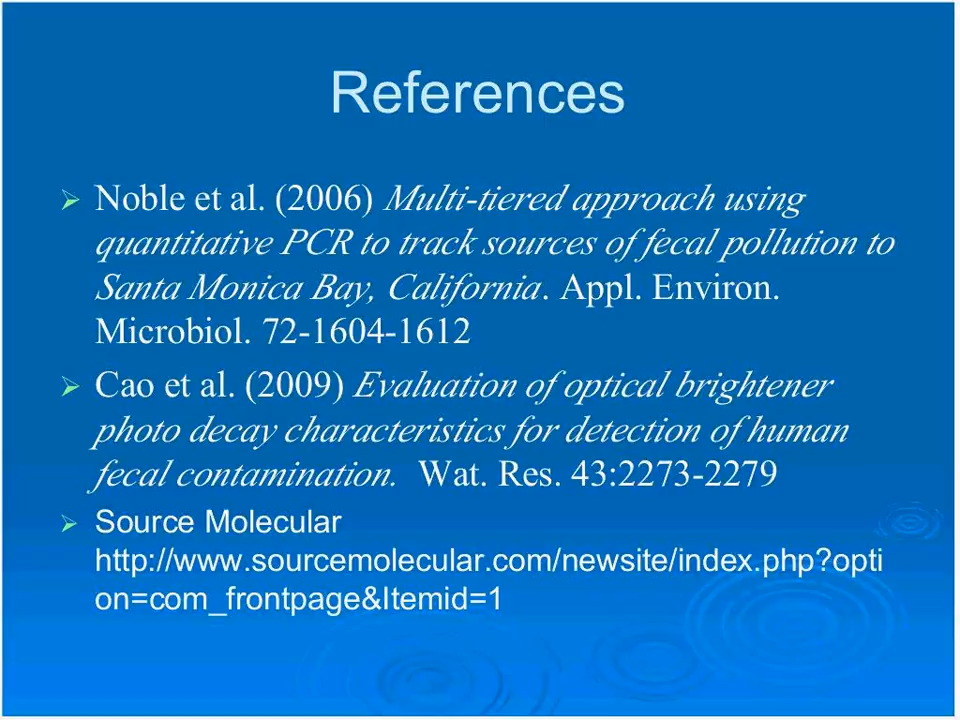 References
Noble et al. (2006) Multi-tiered approach using
quantitative PCR to track sources of fecal pollution to
Santa Monica Bay, California. Appl. Environ.
Microbiol. 72-1604-1612
Cao et al. (2009) Evaluation of optical brightener
photo decay characteristics for detection of human
fecal contamination. Wat. Res. 43:2273-2279
Source Molecular
http://www.sourcemolecular.com/newsite/index.php?opti
on=com_frontpage&Itemid=1